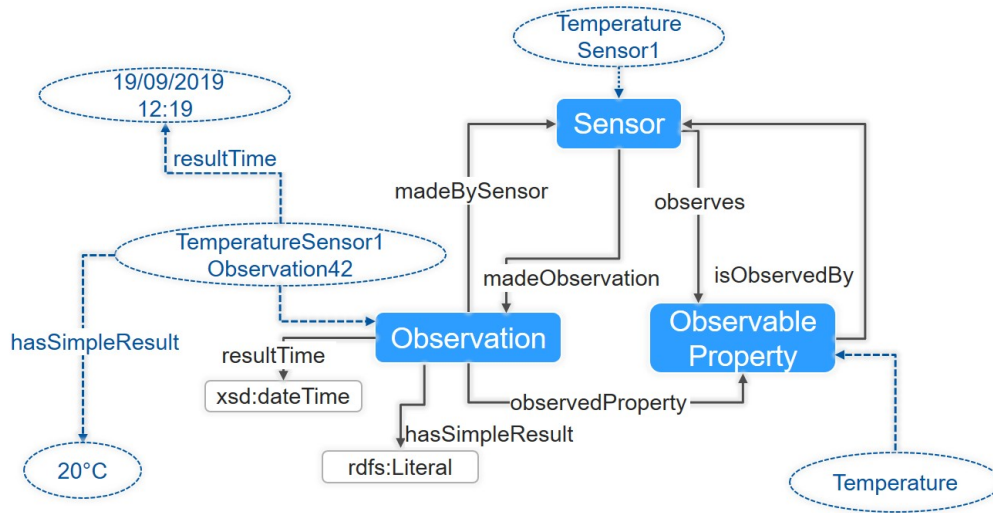 Temperature
Sensor1
19/09/2019
12:19
Sensor
resultTime
madeBySensor
observes
TemperatureSensor1
Observation42
madeObservation
isObservedBy
hasSimpleResult
Observation
Observable
Property
resultTime
xsd:dateTime
observedProperty
hasSimpleResult
20°C
rdfs:Literal
Temperature